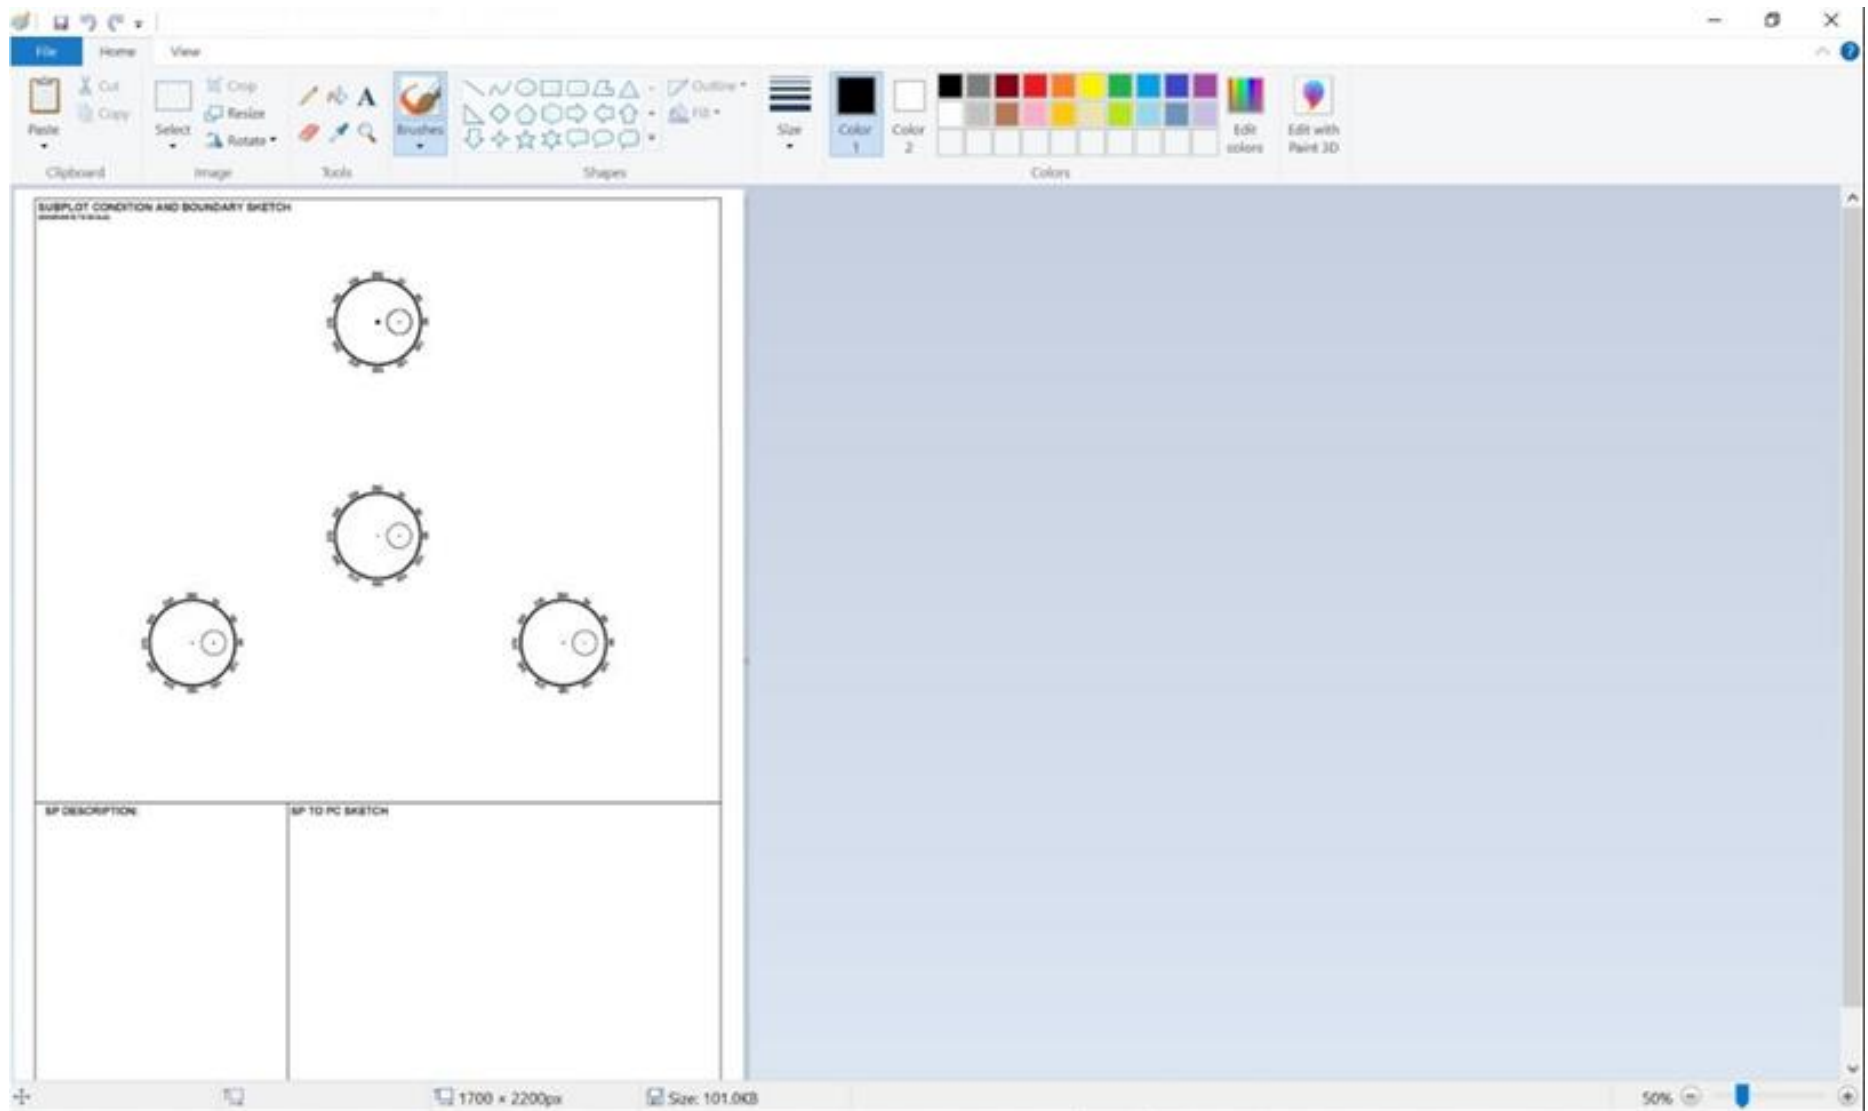 File Home View
Paste
Cut
Copy
Clipboard
Select
Crop
Resize
Rotate
Image
Tools
Brushes
Outline
Fill
Shapes
Size
Color 1
Color 2
Edit colors
Edit with Paint 3D
Colors
SUBPLOT CONDITION AND BOUNDARY SKETCH
SP DESCRIPTION:
SP TO PC SKETCH
1700 × 2200px
Size: 101.0KB
50%